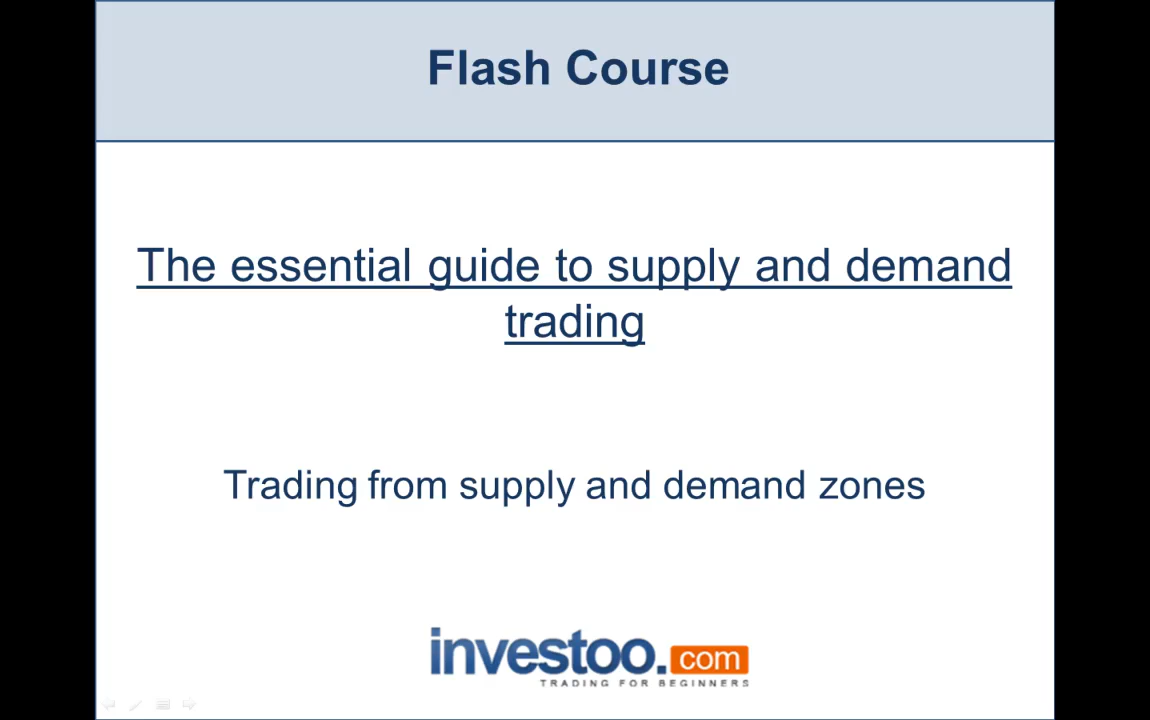 Flash Course
The essential guide to supply and demand
trading
Trading from supply and demand zones
investoo.com
TRADING FOR BEGINNERS